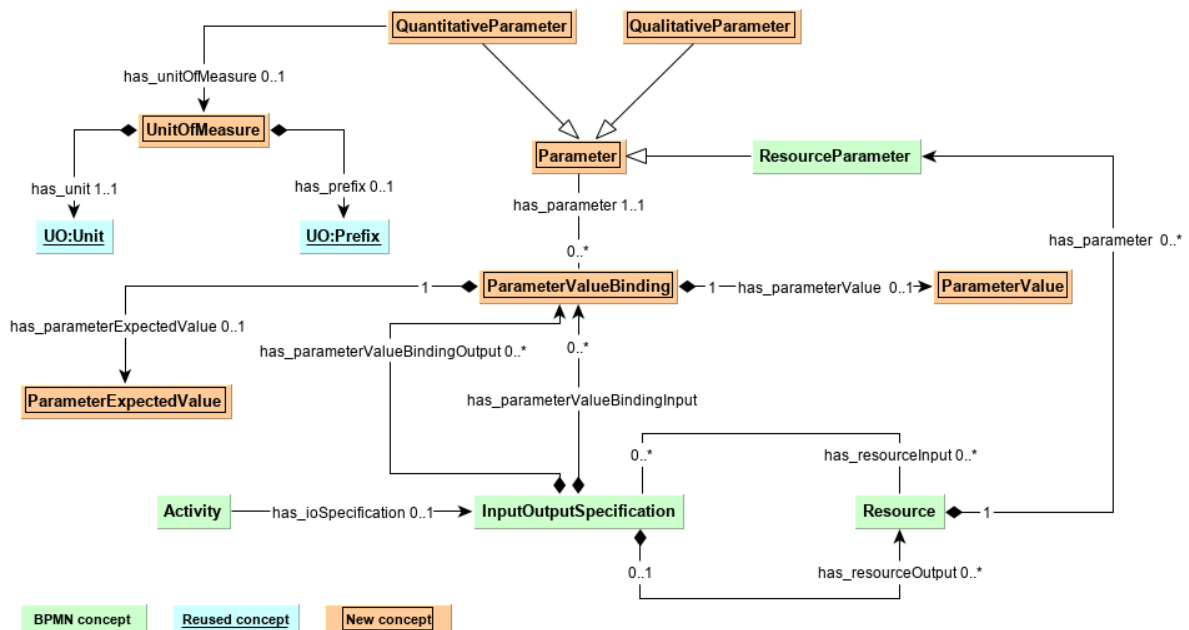 QuantitativeParameter
QualitativeParameter
has_unitOfMeasure 0..1
UnitOfMeasure
Parameter
ResourceParameter
has_unit 1..1
has_prefix 0..1
has_parameter 1..1
UO:Unit
UO:Prefix
has_parameter 0..*
0..*
1
ParameterValueBinding
1
has_parameterValue 0..1
ParameterValue
has_parameterExpectedValue 0..1
has_parameterValueBindingOutput 0..*
0..*
ParameterExpectedValue
has_parameterValueBindingInput
0..*
has_resourceInput 0..*
Activity
has_ioSpecification 0..1
InputOutputSpecification
Resource
1
0..1
has_resourceOutput 0..*
BPMN concept
Reused concept
New concept